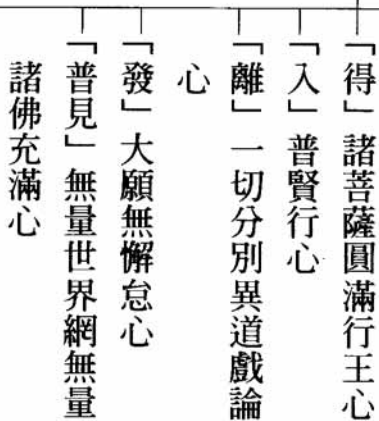 「得」諸菩薩圓滿行王心
「入」普賢行心
「離」一切分別異道戲論
心
「發」大願無懈怠心
「普見」無量世界網無量
諸佛充滿心